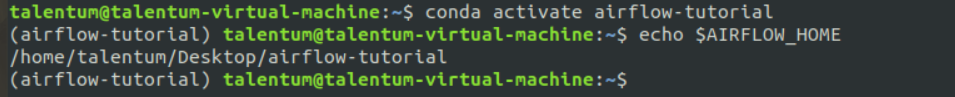 talentum@talentum-virtual-machine:~$ conda activate airflow-tutorial
(airflow-tutorial) talentum@talentum-virtual-machine:~$ echo $AIRFLOW_HOME
/home/talentum/Desktop/airflow-tutorial
(airflow-tutorial) talentum@talentum-virtual-machine:~$